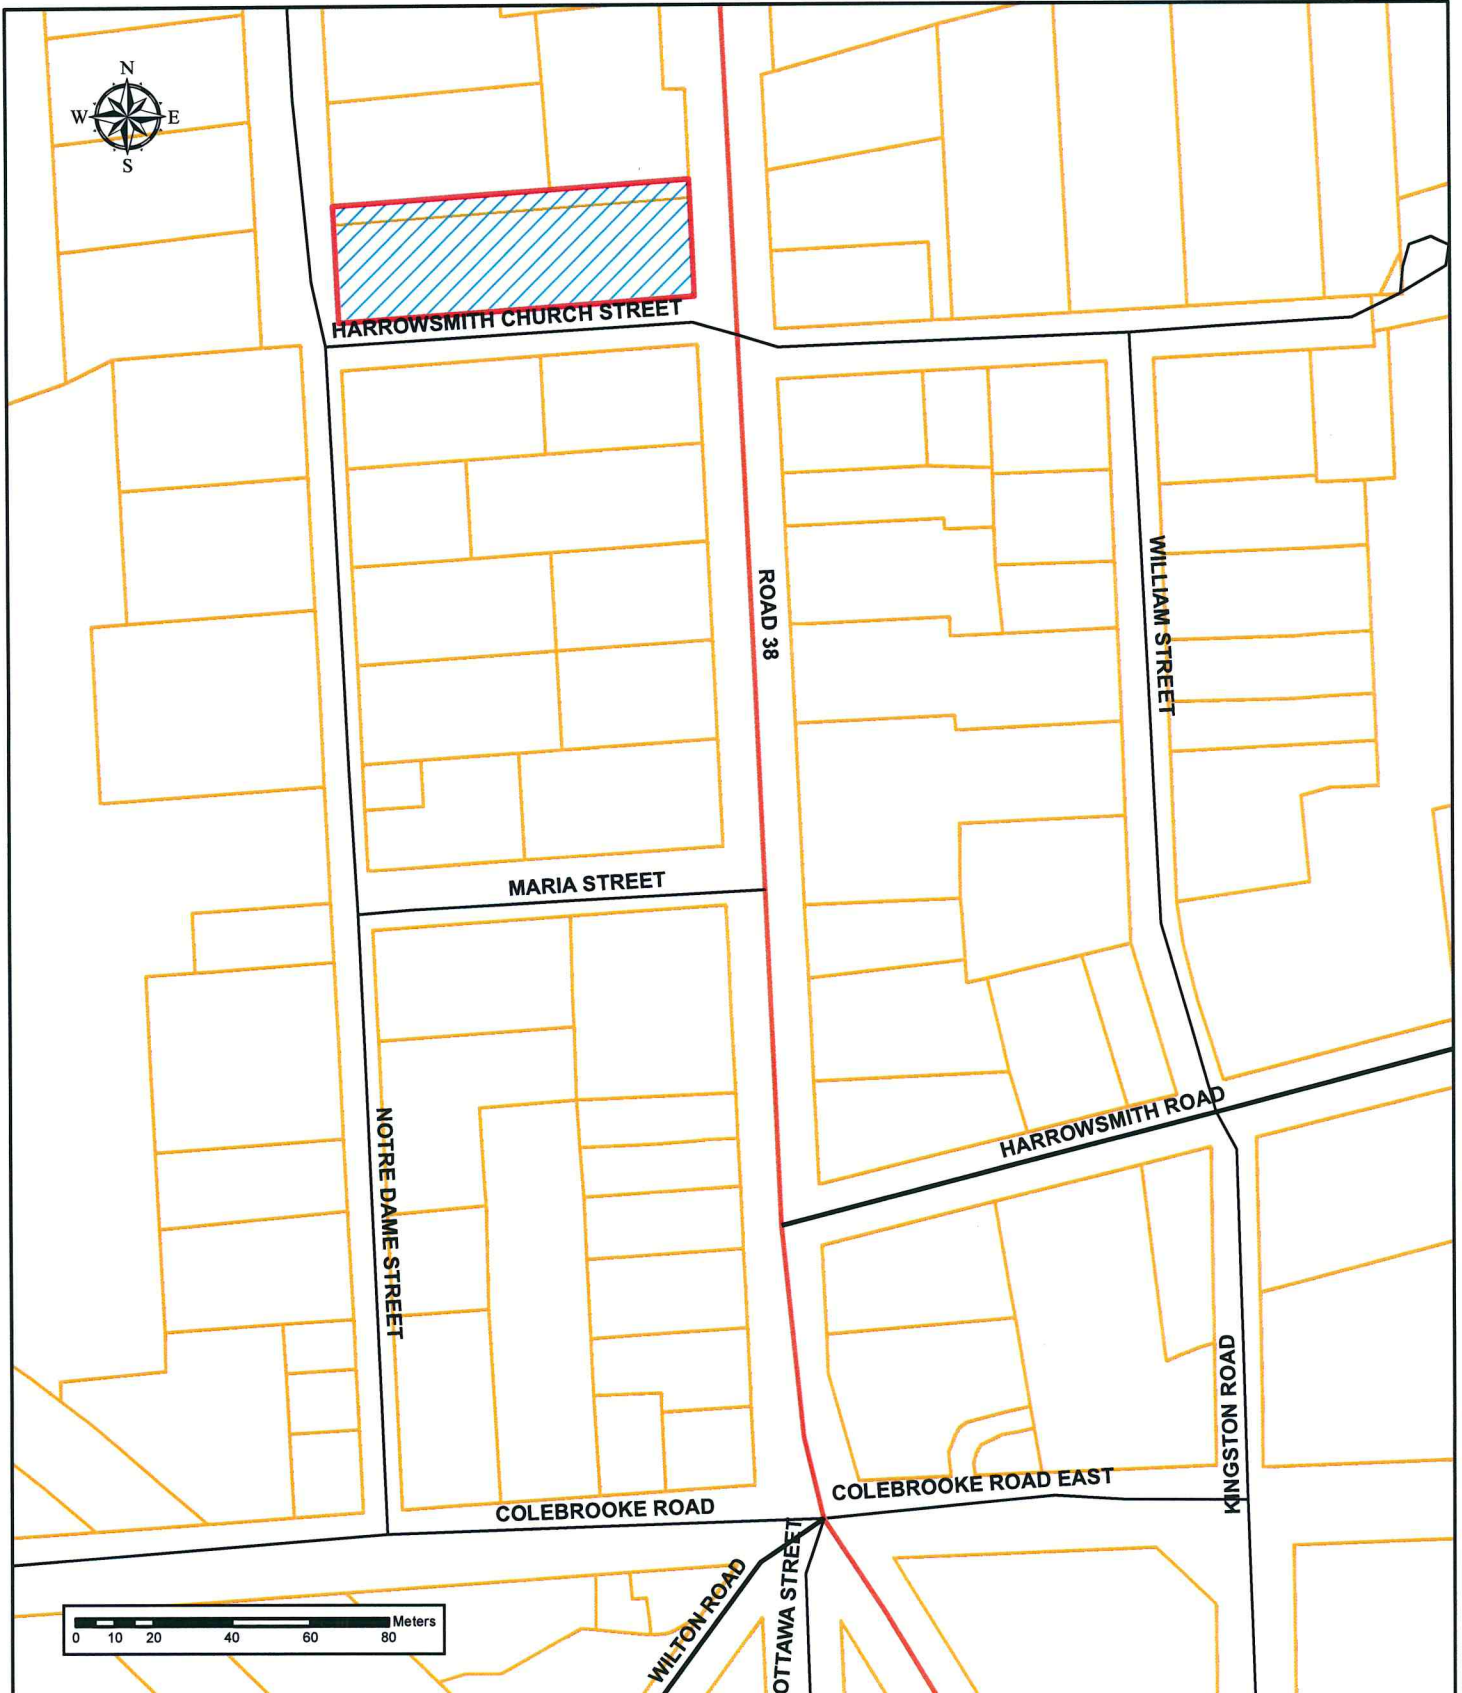 N
W E
S
HARROWSMITH CHURCH STREET
ROAD 38
WILLIAM STREET
MARIA STREET
NOTRE DAME STREET
HARROWSMITH ROAD
KINGSTON ROAD
COLEBROOKE ROAD EAST
COLEBROOKE ROAD
WILTON ROAD
OTTAWA STREET
Meters
0 10 20 40 60 80